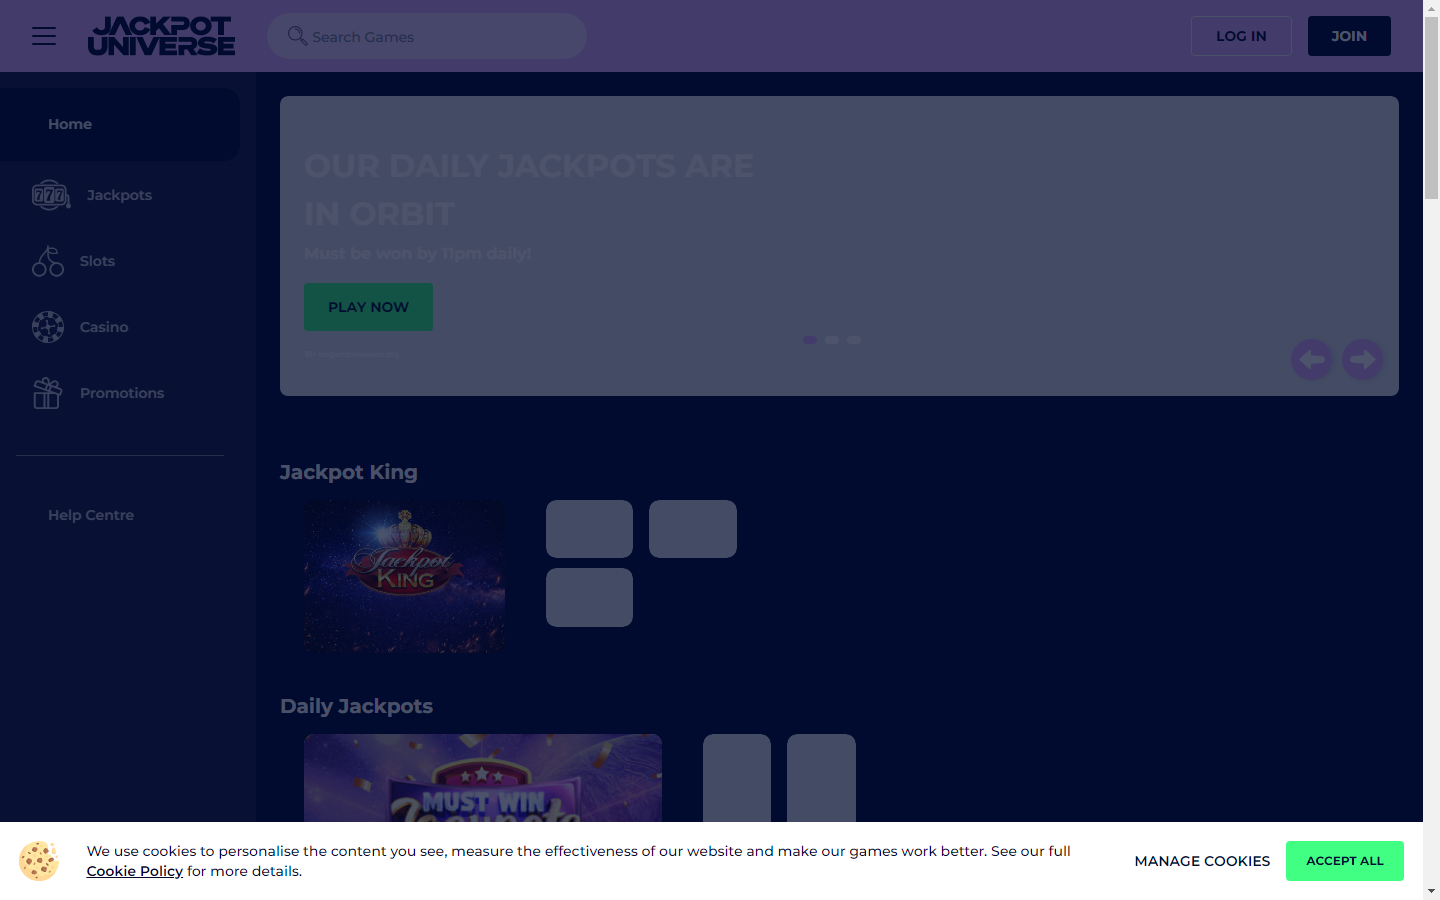 JACKPOT
UNIVERSE
Search Games
LOG IN
JOIN
Home
Jackpots
Slots
Casino
Promotions
Help Centre
OUR DAILY JACKPOTS ARE
IN ORBIT
Must be won by 11pm daily!
PLAY NOW
Jackpot King
Jackpot
KING
Daily Jackpots
MUST WIN
Jackpots
We use cookies to personalise the content you see, measure the effectiveness of our website and make our games work better. See our full
Cookie Policy for more details.
MANAGE COOKIES
ACCEPT ALL